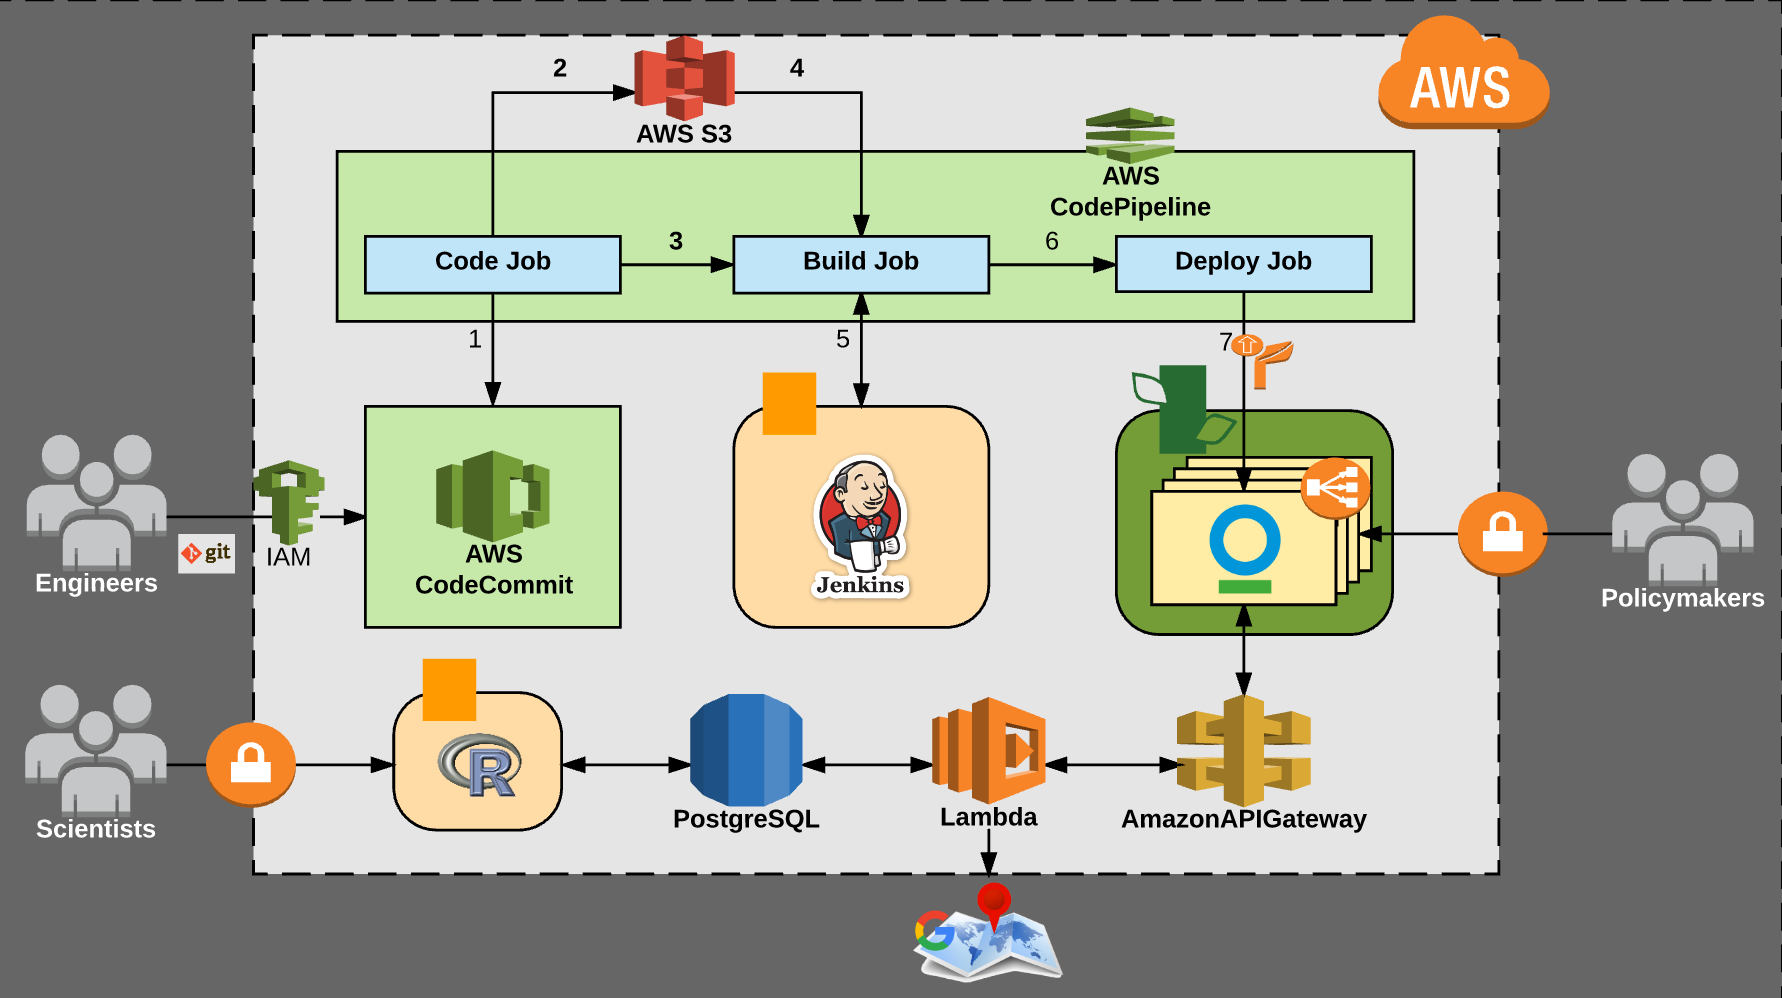 2
4
AWS
AWS S3
AWS
CodePipeline
Code Job
3
Build Job
6
Deploy Job
1
5
7
Engineers
git
IAM
AWS
CodeCommit
Jenkins
Policymakers
Scientists
R
PostgreSQL
Lambda
AmazonAPIGateway
G